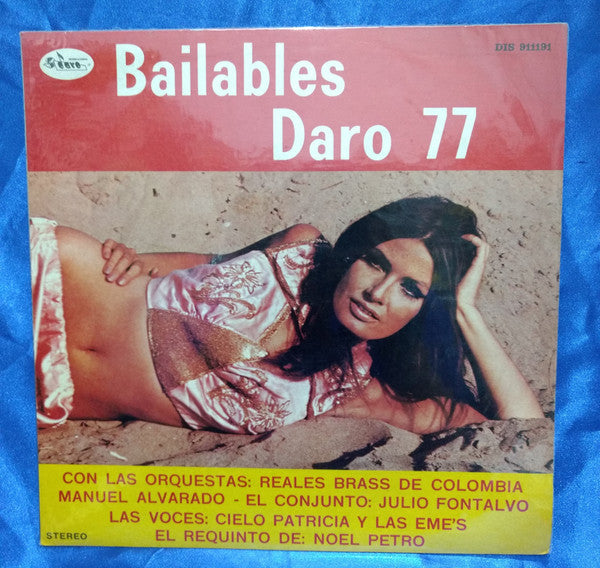 Daro
DIS 911191
Bailables
Daro 77
CON LAS ORQUESTAS: REALES BRASS DE COLOMBIA
MANUEL ALVARADO - EL CONJUNTO: JULIO FONTALVO
LAS VOCES: CIELO PATRICIA Y LAS EME'S
STEREO
EL REQUINTO DE: NOEL PETRO